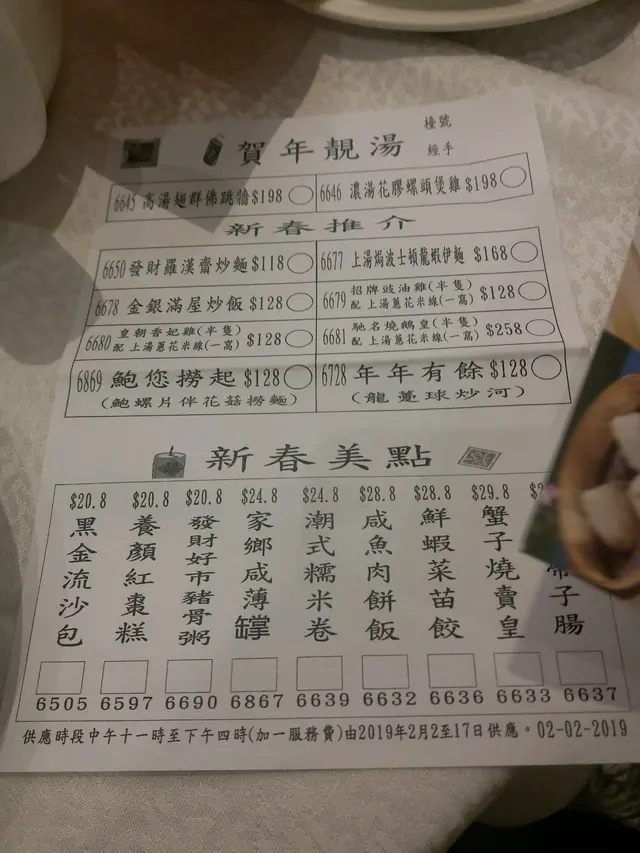 檯號
賀年靚湯
經手
6645 高湯翅群佛跳牆 $198
6646 濃湯花膠螺頭煲雞 $198
新春推介
6650 發財羅漢齋炒麵 $118
6677 上湯焗波士頓龍蝦伊麵 $168
6678 金銀滿屋炒飯 $128
6679 招牌豉油雞(半隻)
配 上湯蔥花米線(一窩) $128
6680 皇朝香妃雞(半隻)
配 上湯蔥花米線(一窩) $128
6681 馳名燒鵝皇(半隻)
配 上湯蔥花米線(一窩) $258
6869 鮑您撈起 $128
(鮑螺片伴花菇撈麵)
6728 年年有餘 $128
(龍躉球炒河)
新春美點
$20.8 $20.8 $20.8 $24.8 $24.8 $28.8 $28.8 $29.8
黑金流沙包
養顏紅棗糕
發財好市豬骨粥
家鄉咸薄罉
潮式糯米卷
咸魚肉餅飯
鮮蝦菜苗餃
蟹子燒賣皇
子腸
6505 6597 6690 6867 6639 6632 6636 6633 6637
供應時段中午十一時至下午四時(加一服務費)由2019年2月2至17日供應。02-02-2019